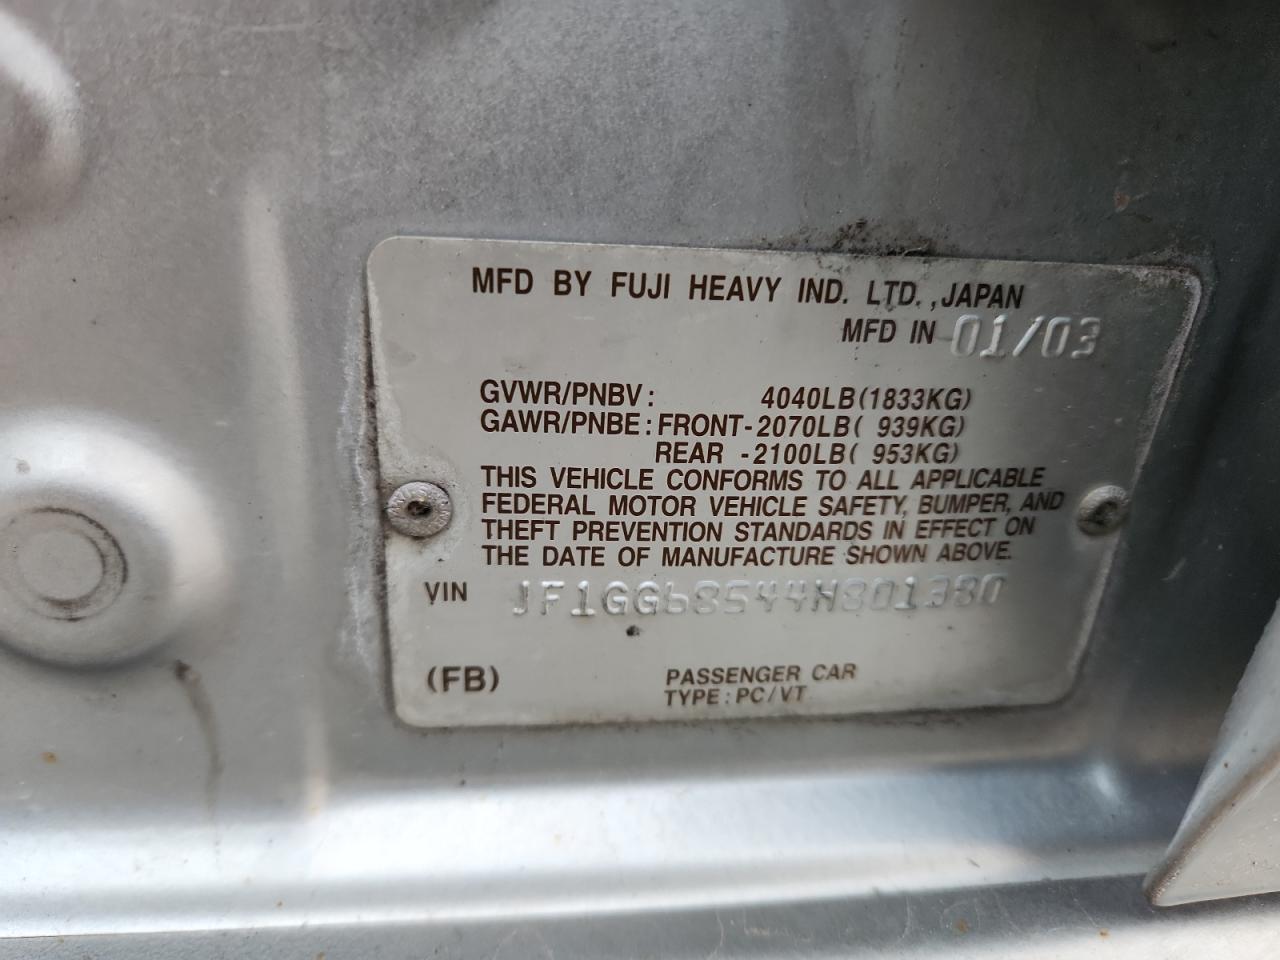 MFD BY FUJI HEAVY IND. LTD.,JAPAN
MFD IN 01/03
GVWR/PNBV: 4040LB(1833KG)
GAWR/PNBE:FRONT-2070LB( 939KG)
REAR -2100LB( 953KG)
THIS VEHICLE CONFORMS TO ALL APPLICABLE
FEDERAL MOTOR VEHICLE SAFETY, BUMPER, AND
THEFT PREVENTION STANDARDS IN EFFECT ON
THE DATE OF MANUFACTURE SHOWN ABOVE.
VIN JF1GG68544H801380
(FB) PASSENGER CAR
TYPE:PC/VT